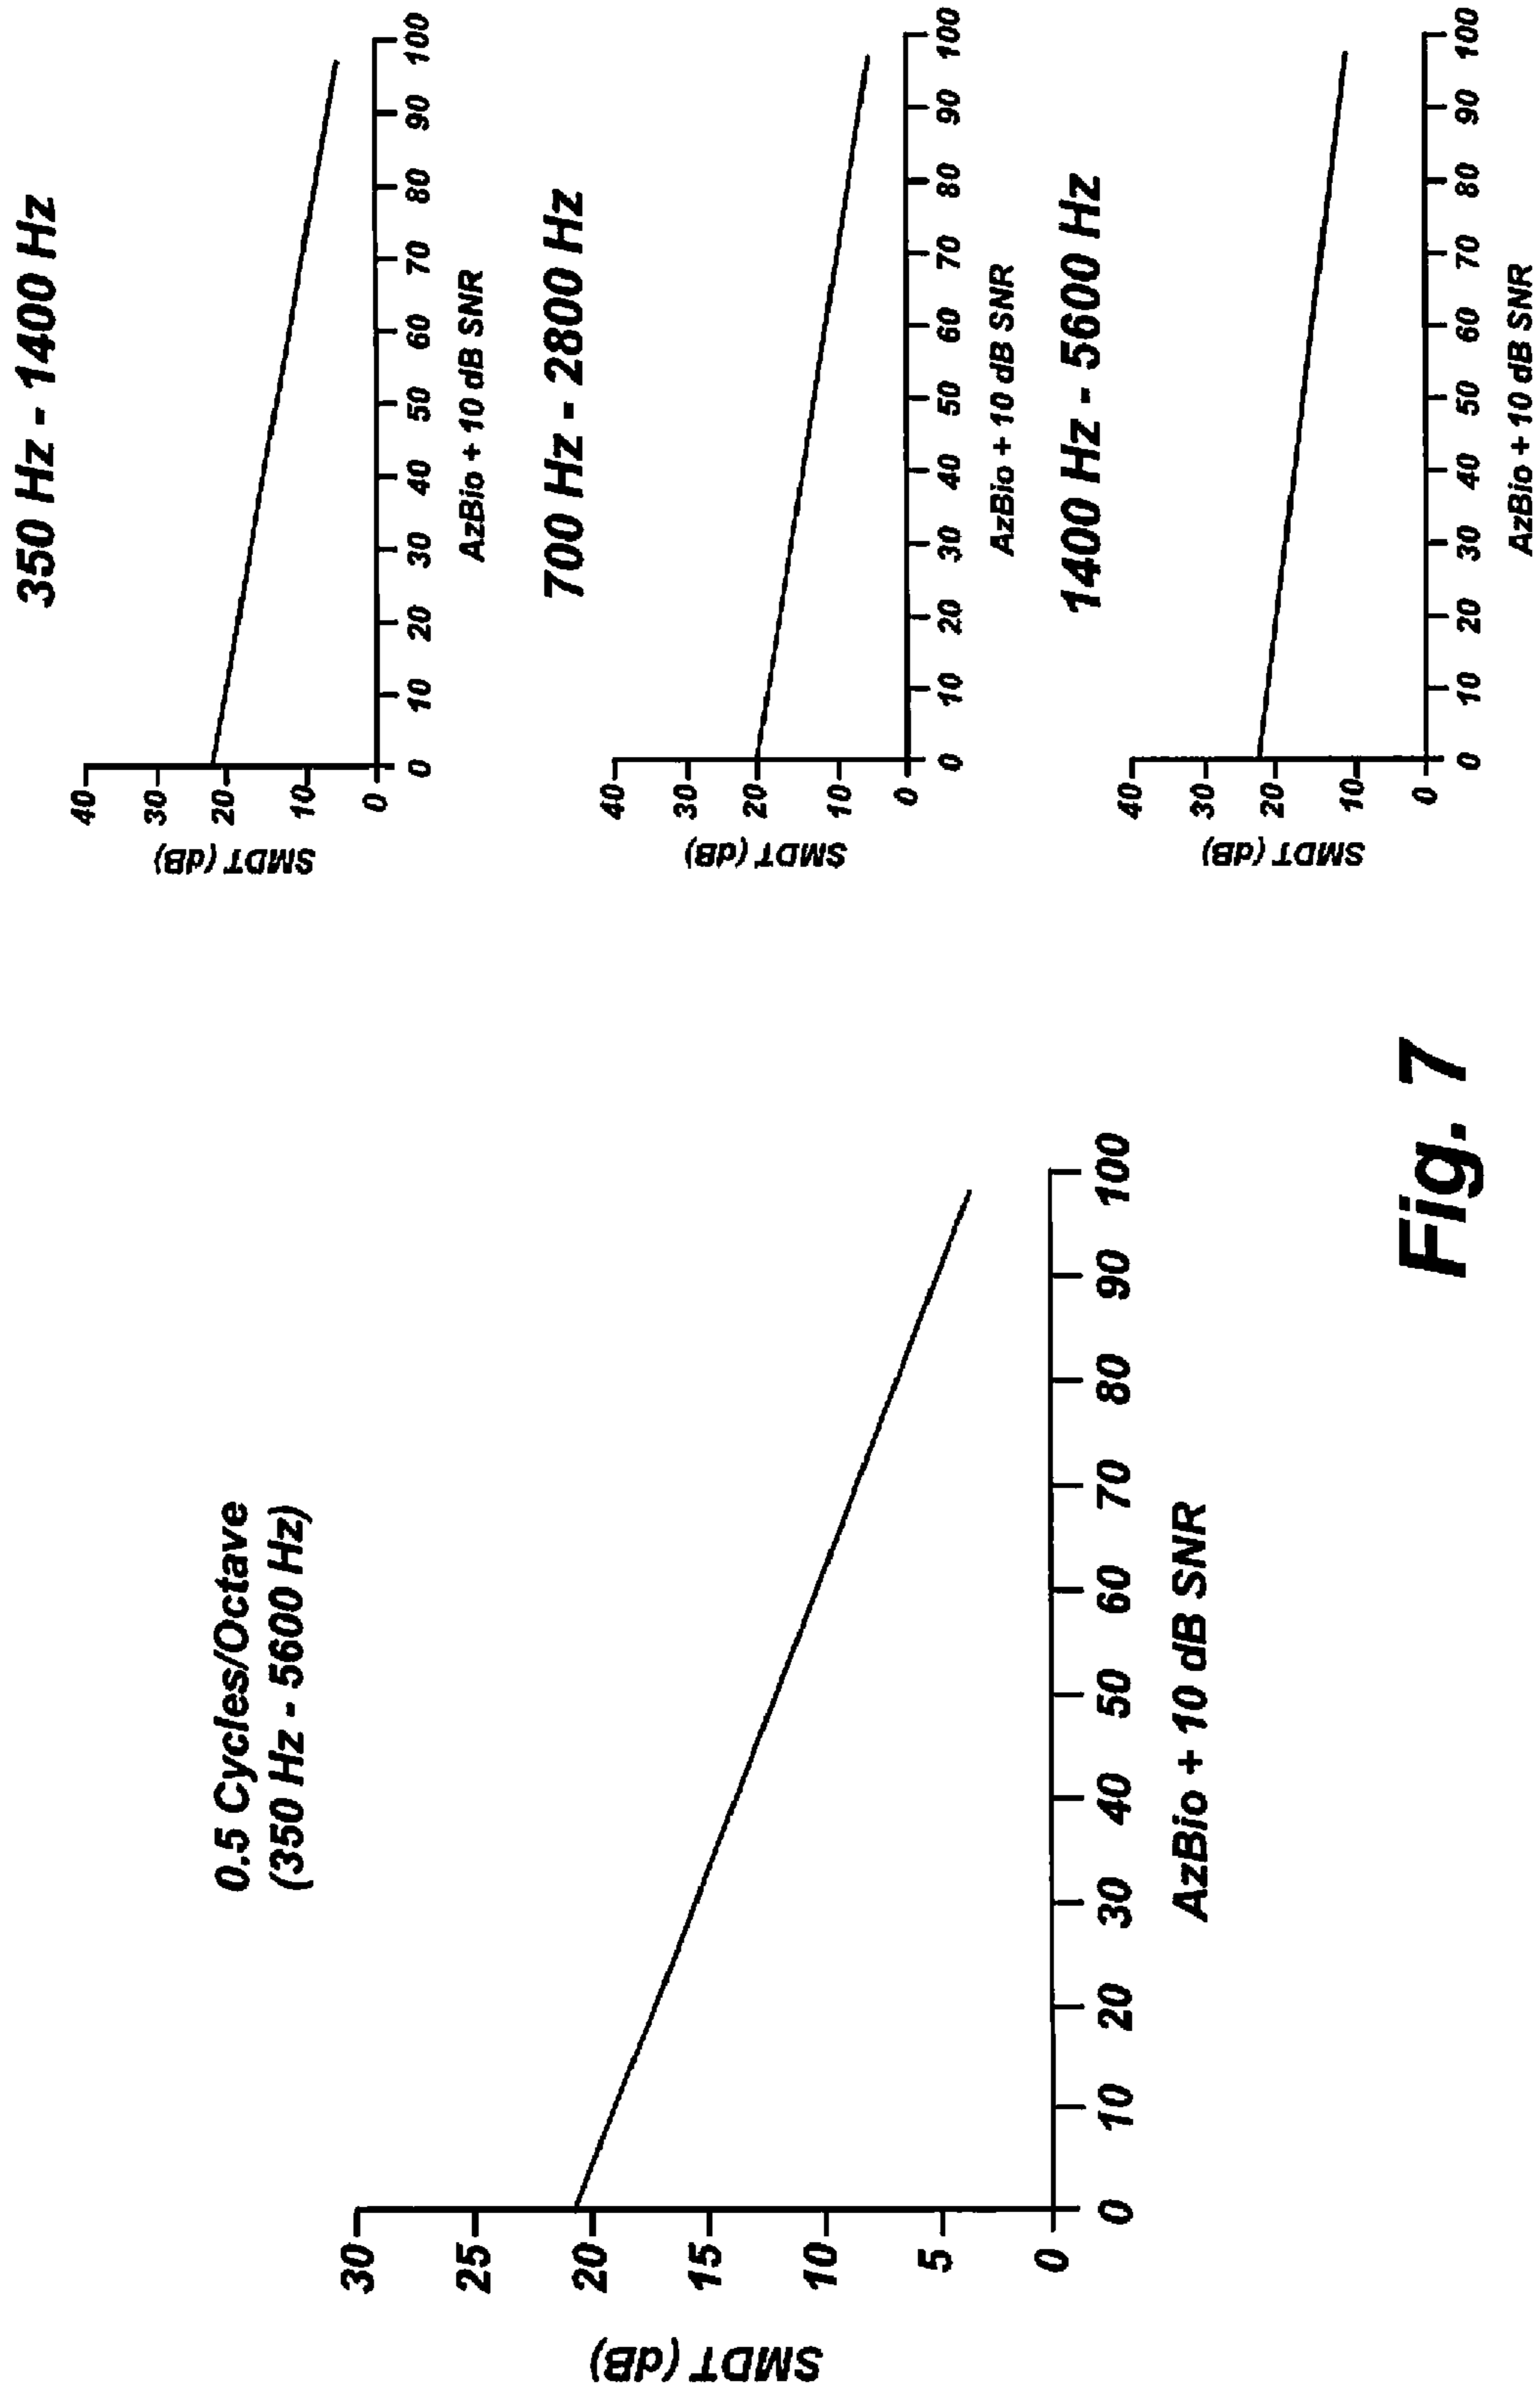 0.5 Cycles/Octave
(350 Hz - 5600 Hz)
SMDT (dB)
30
25
20
15
10
5
0
0 10 20 30 40 50 60 70 80 90 100
AzBio + 10 dB SNR
350 Hz - 1400 Hz
SMDT (dB)
40
30
20
10
0
0 10 20 30 40 50 60 70 80 90 100
AzBio + 10 dB SNR
700 Hz - 2800 Hz
SMDT (dB)
40
30
20
10
0
0 10 20 30 40 50 60 70 80 90 100
AzBio + 10 dB SNR
1400 Hz - 5600 Hz
SMDT (dB)
40
30
20
10
0
0 10 20 30 40 50 60 70 80 90 100
AzBio + 10 dB SNR
Fig. 7